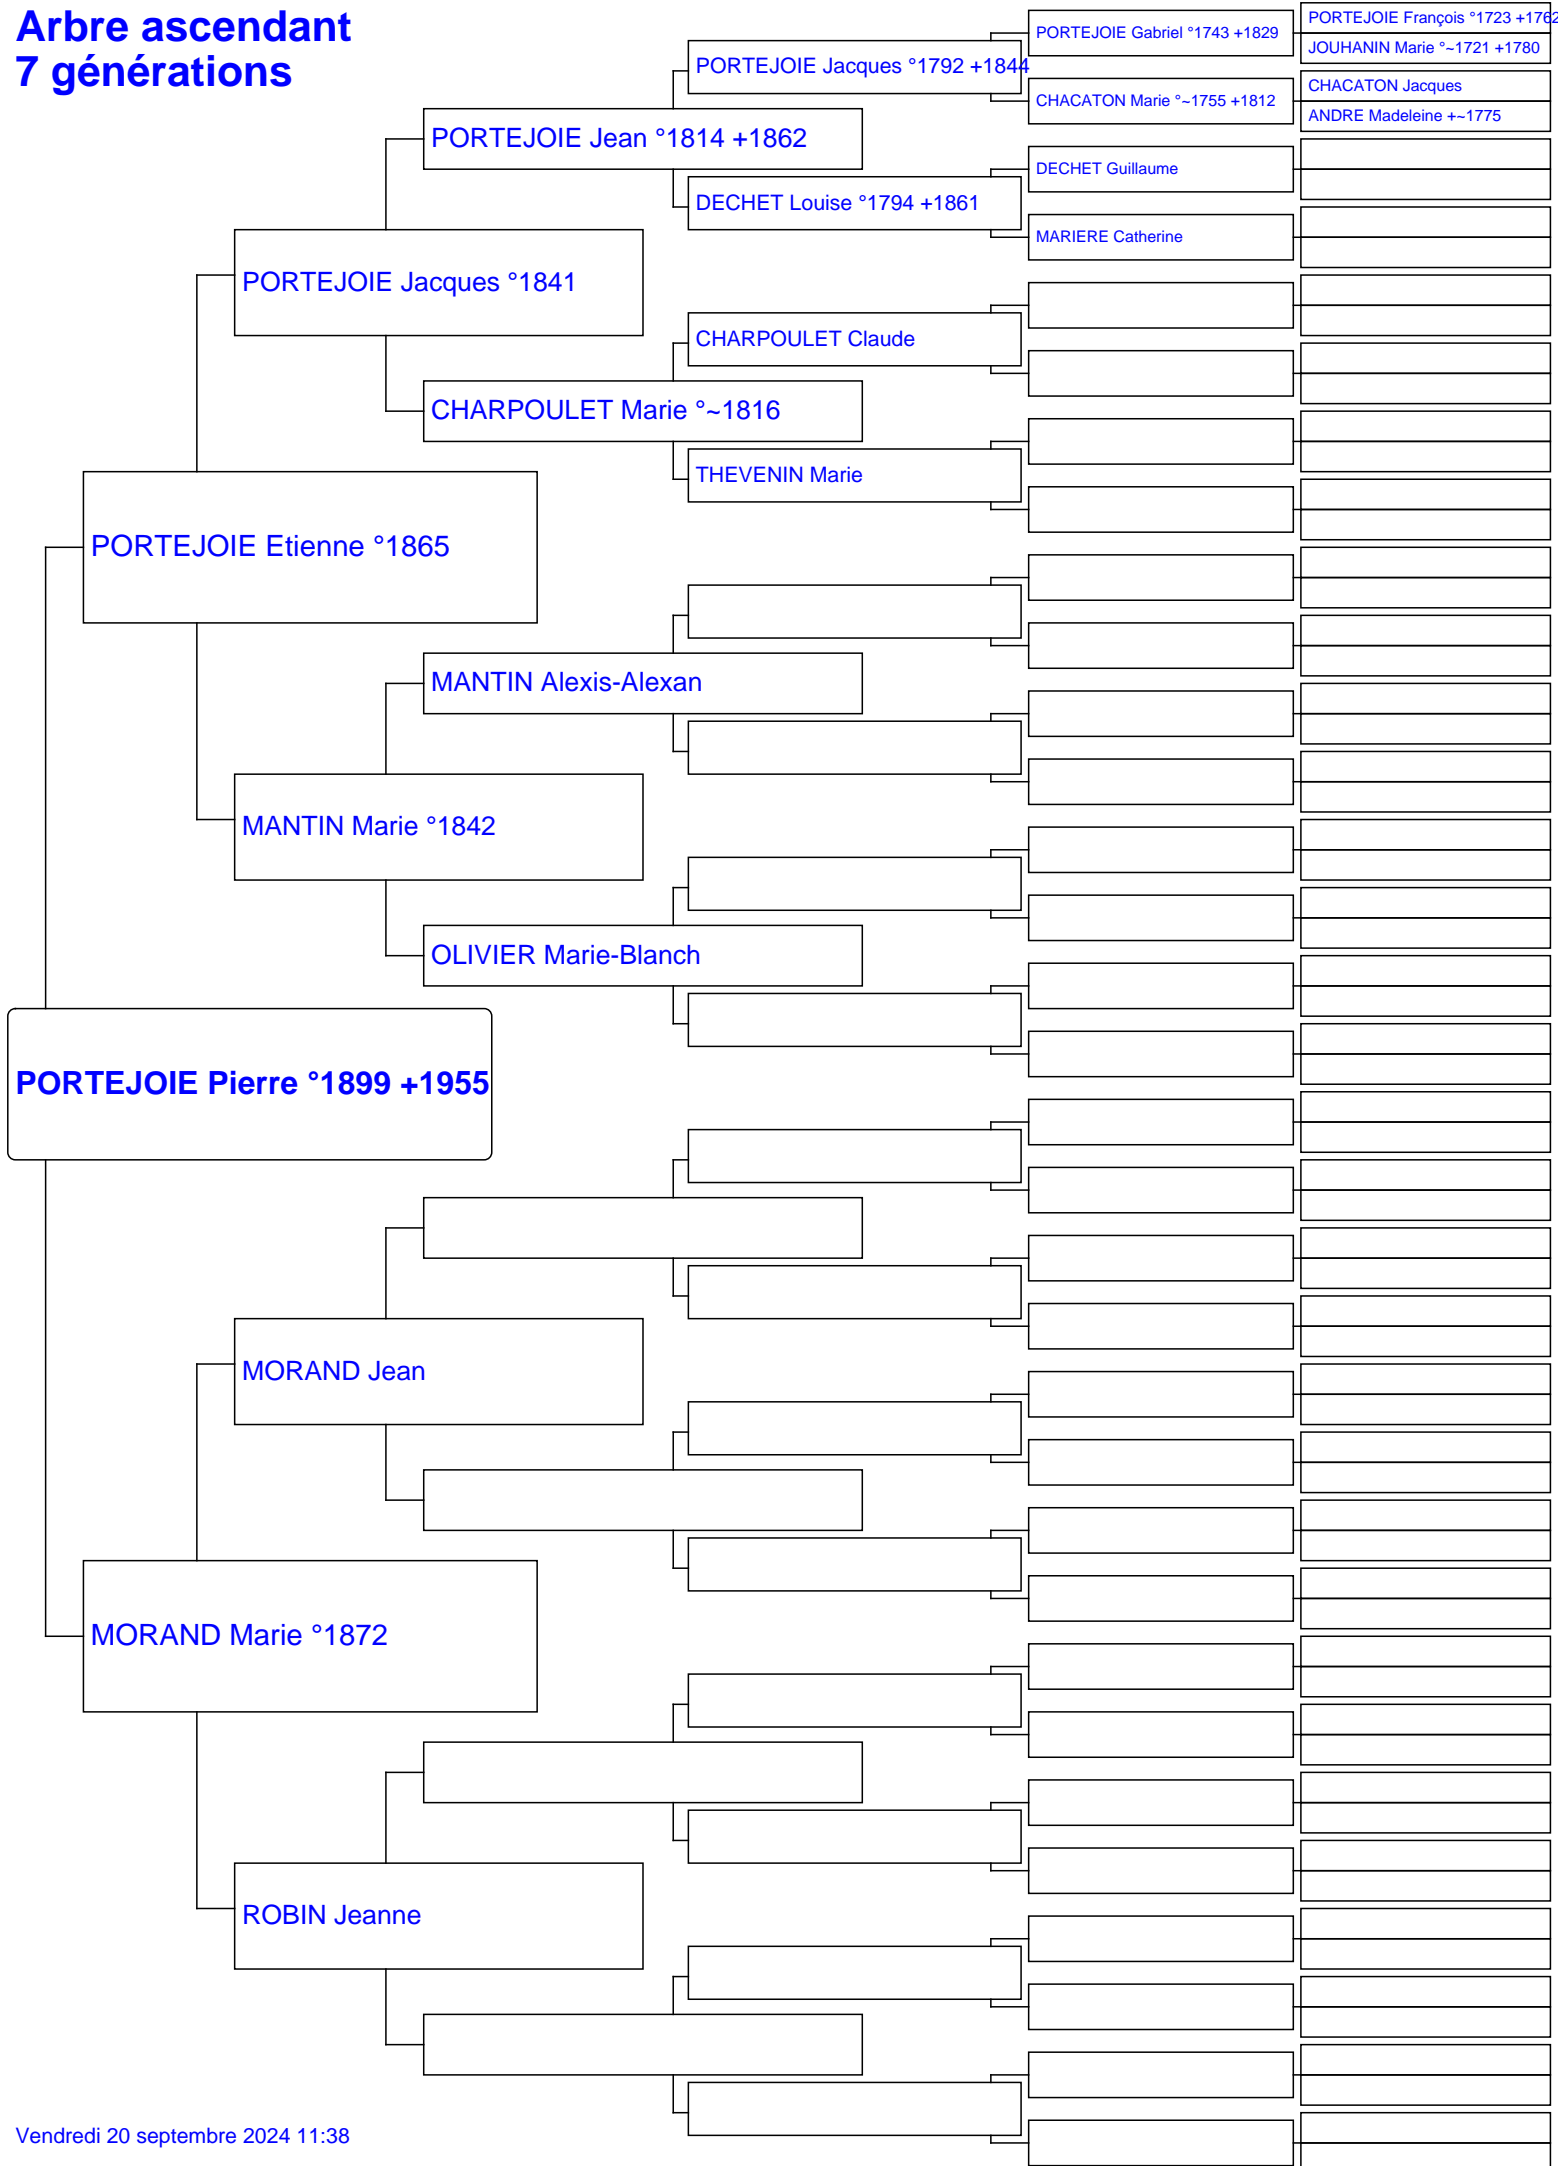 Arbre ascendant
7 générations
PORTEJOIE François °1723 +1762
PORTEJOIE Gabriel °1743 +1829
JOUHANIN Marie °~1721 +1780
PORTEJOIE Jacques °1792 +1844
CHACATON Jacques
CHACATON Marie °~1755 +1812
ANDRE Madeleine +~1775
PORTEJOIE Jean °1814 +1862
DECHET Guillaume
DECHET Louise °1794 +1861
MARIERE Catherine
PORTEJOIE Jacques °1841
CHARPOULET Claude
CHARPOULET Marie °~1816
THEVENIN Marie
PORTEJOIE Etienne °1865
MANTIN Alexis-Alexan
MANTIN Marie °1842
OLIVIER Marie-Blanch
PORTEJOIE Pierre °1899 +1955
MORAND Jean
MORAND Marie °1872
ROBIN Jeanne
Vendredi 20 septembre 2024 11:38